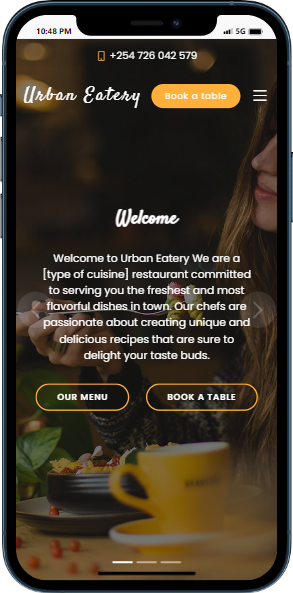 10:48 PM 5G
+254 726 042 579
Urban Eatery Book a table
Welcome
Welcome to Urban Eatery We are a
[type of cuisine] restaurant committed
to serving you the freshest and most
flavorful dishes in town. Our chefs are
passionate about creating unique and
delicious recipes that are sure to
delight your taste buds.
OUR MENU BOOK A TABLE